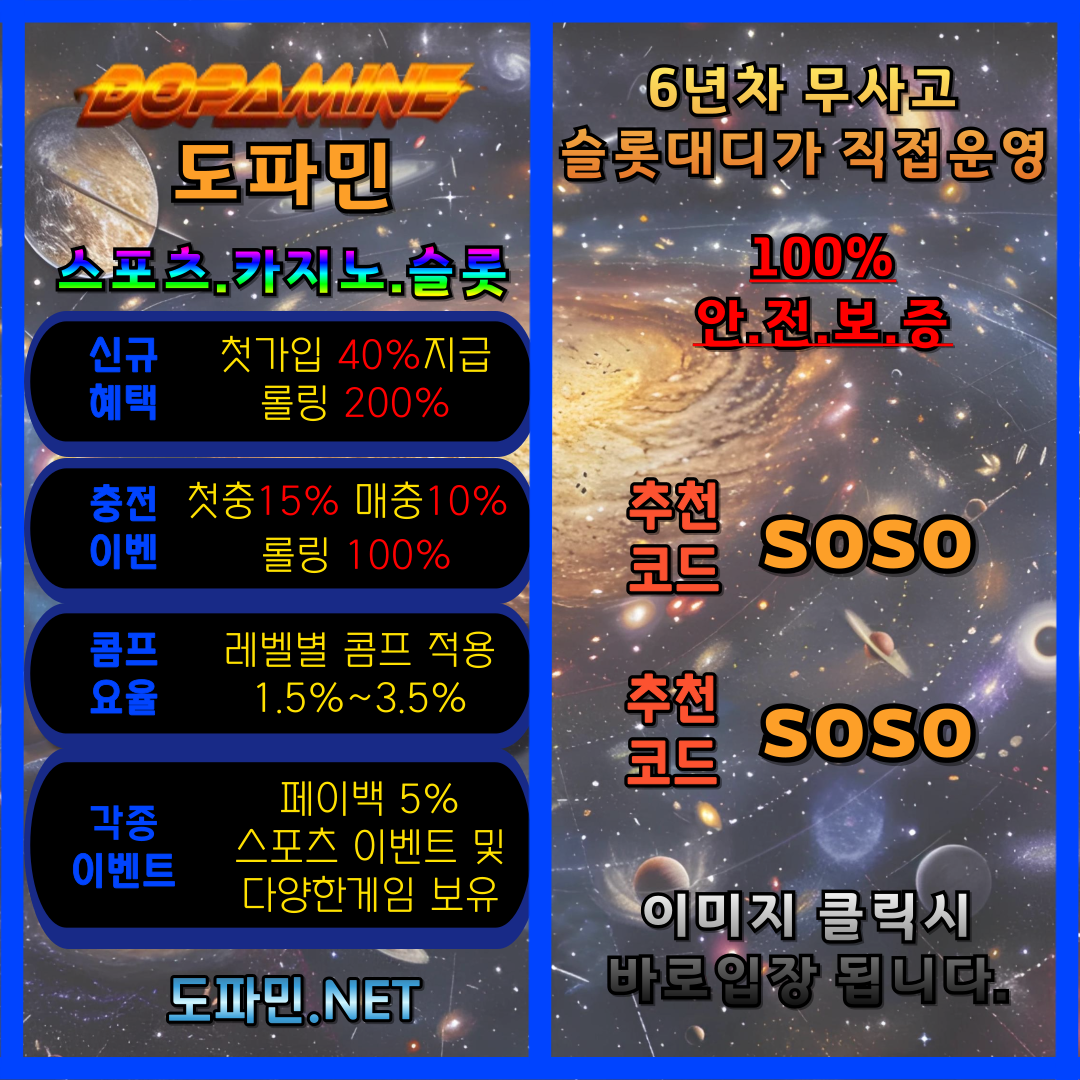 DOPAMINE
도파민
스포츠.카지노.슬롯
신규
혜택
첫가입 40%지급
롤링 200%
충전
이벤
첫충15% 매충10%
롤링 100%
콤프
요율
레벨별 콤프 적용
1.5%~3.5%
각종
이벤트
페이백 5%
스포츠 이벤트 및
다양한게임 보유
도파민.NET
6년차 무사고
슬롯대디가 직접운영
100%
안.전.보.증
추천
코드
soso
추천
코드
soso
이미지 클릭시
바로입장 됩니다.